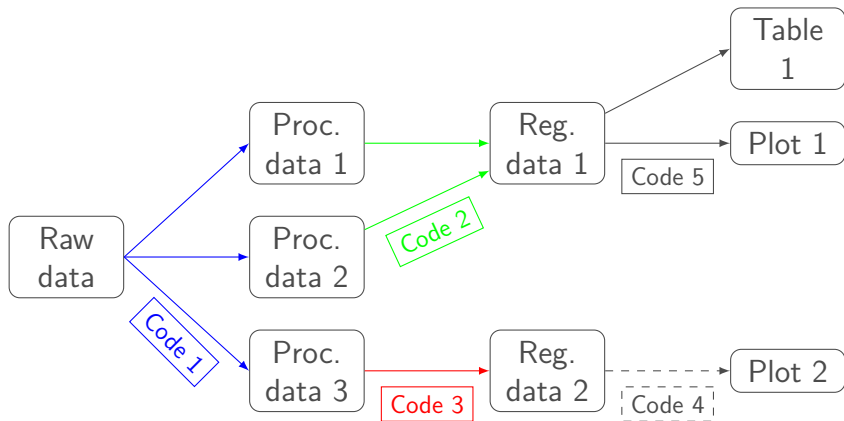 Table
1
Proc.
data 1
Reg.
data 1
Plot 1
Code 5
Code 2
Raw
data
Proc.
data 2
Code 1
Proc.
data 3
Reg.
data 2
Plot 2
Code 3
Code 4